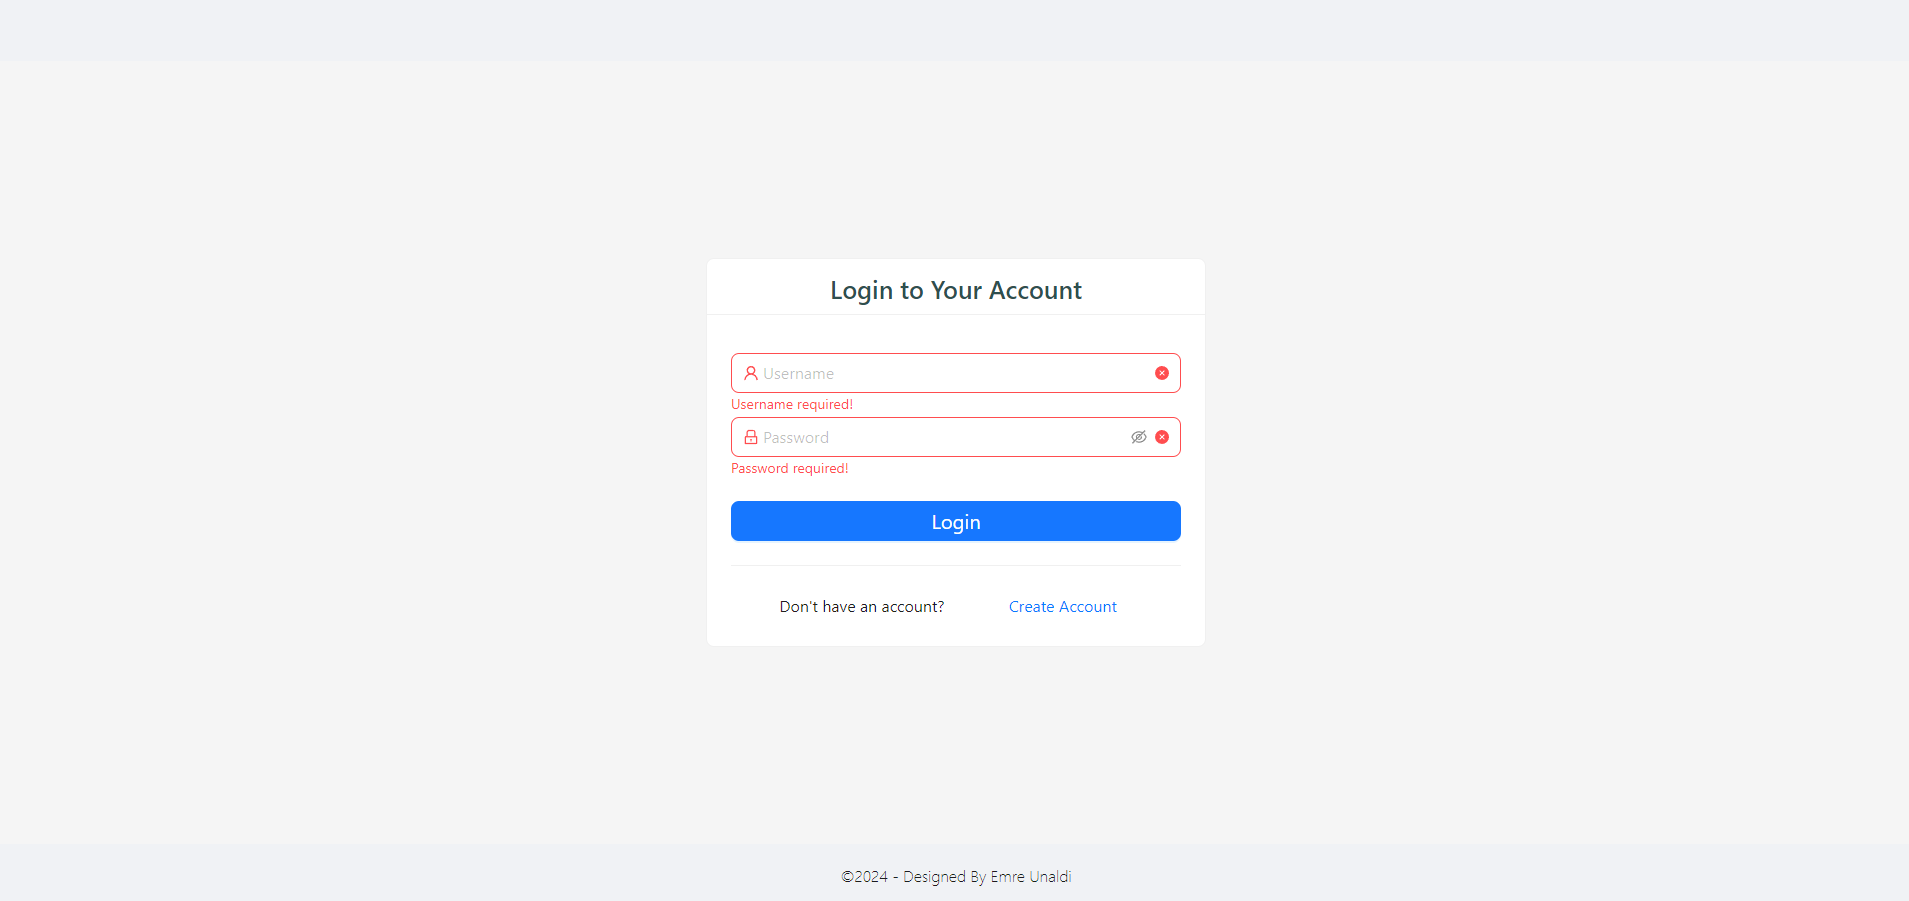 Login to Your Account
Username
Username required!
Password
Password required!
Login
Don't have an account? Create Account
©2024 - Designed By Emre Unaldi